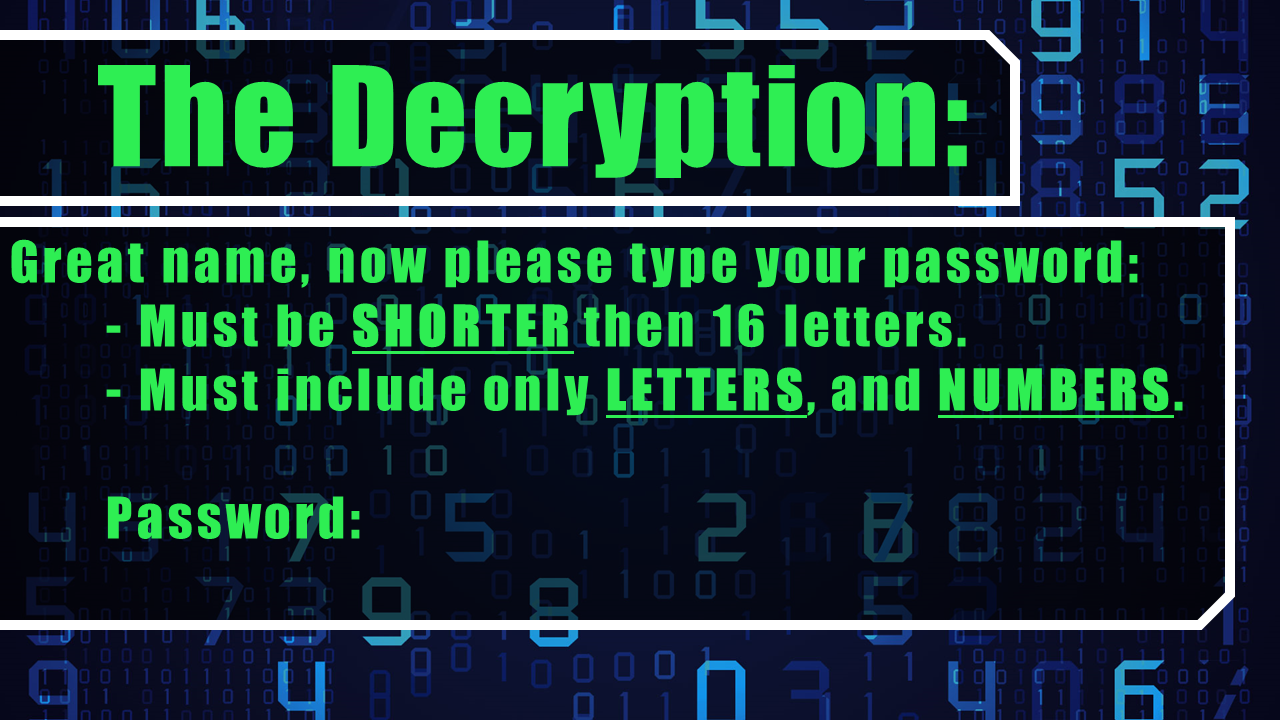 The Decryption:
Great name, now please type your password:
- Must be SHORTER then 16 letters.
- Must include only LETTERS, and NUMBERS.
Password: